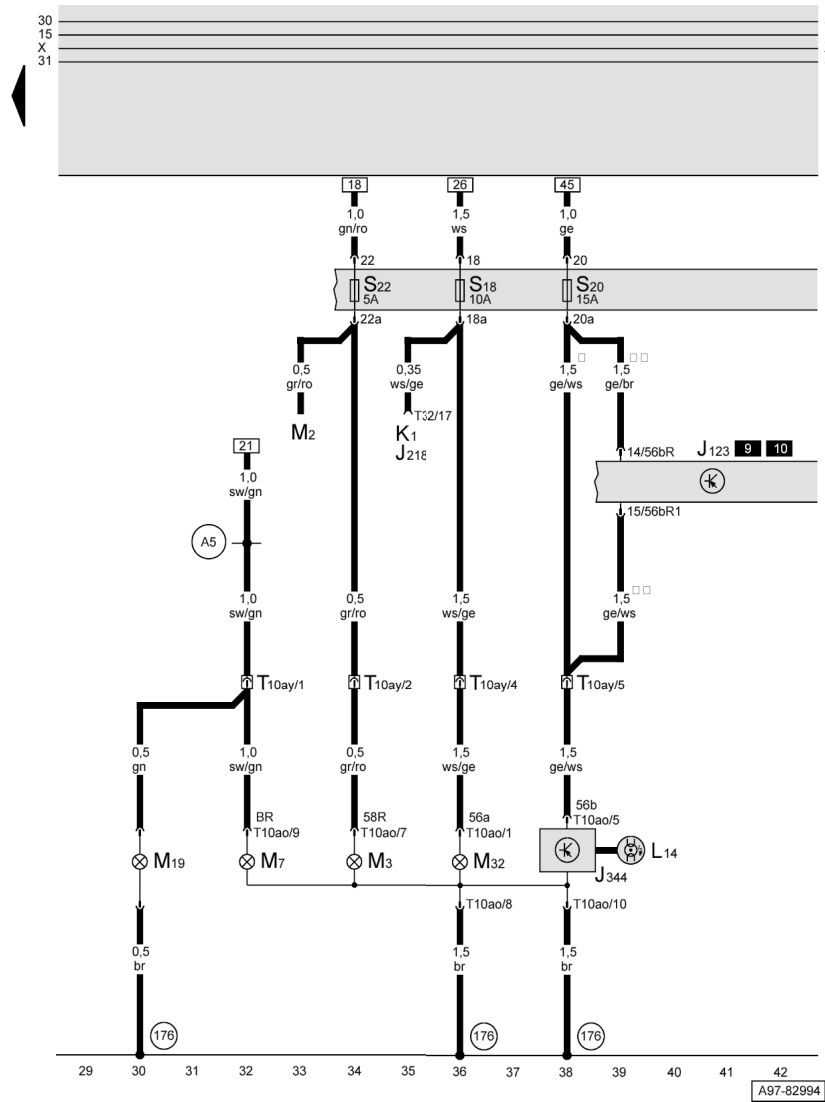 30
15
X
31
18 26 45
1,0 1,5 1,0
gn/ro ws ge
22 18 20
S22 S18 S20
5A 10A 15A
22a 18a 20a
0,5 0,35 1,5 1,5
gr/ro ws/ge ge/ws ge/br
T32/17
M2 K1
J218
21
14/56bR J123 9 10
1,0
sw/gn
15/56bR1
A5
1,0 0,5 1,5 1,5
sw/gn gr/ro ws/ge ge/ws
T10ay/1 T10ay/2 T10ay/4 T10ay/5
0,5 1,0 0,5 1,5 1,5
gn sw/gn gr/ro ws/ge ge/ws
BR 58R 56a 56b
T10ao/9 T10ao/7 T10ao/1 T10ao/5
M19 M7 M3 M32 L14
J344
T10ao/8 T10ao/10
0,5 1,5 1,5
br br br
176 176 176
29 30 31 32 33 34 35 36 37 38 39 40 41 42
A97-82994